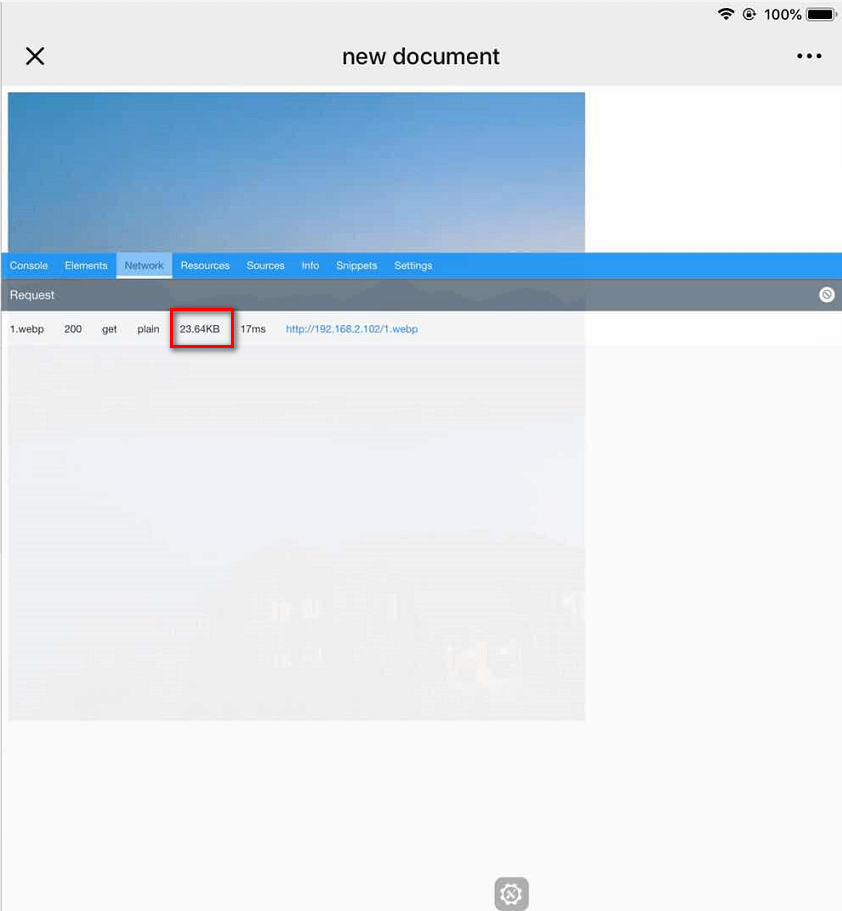 100%
new document
Console Elements Network Resources Sources Info Snippets Settings
Request
1.webp 200 get plain 23.64KB 17ms http://192.168.2.102/1.webp